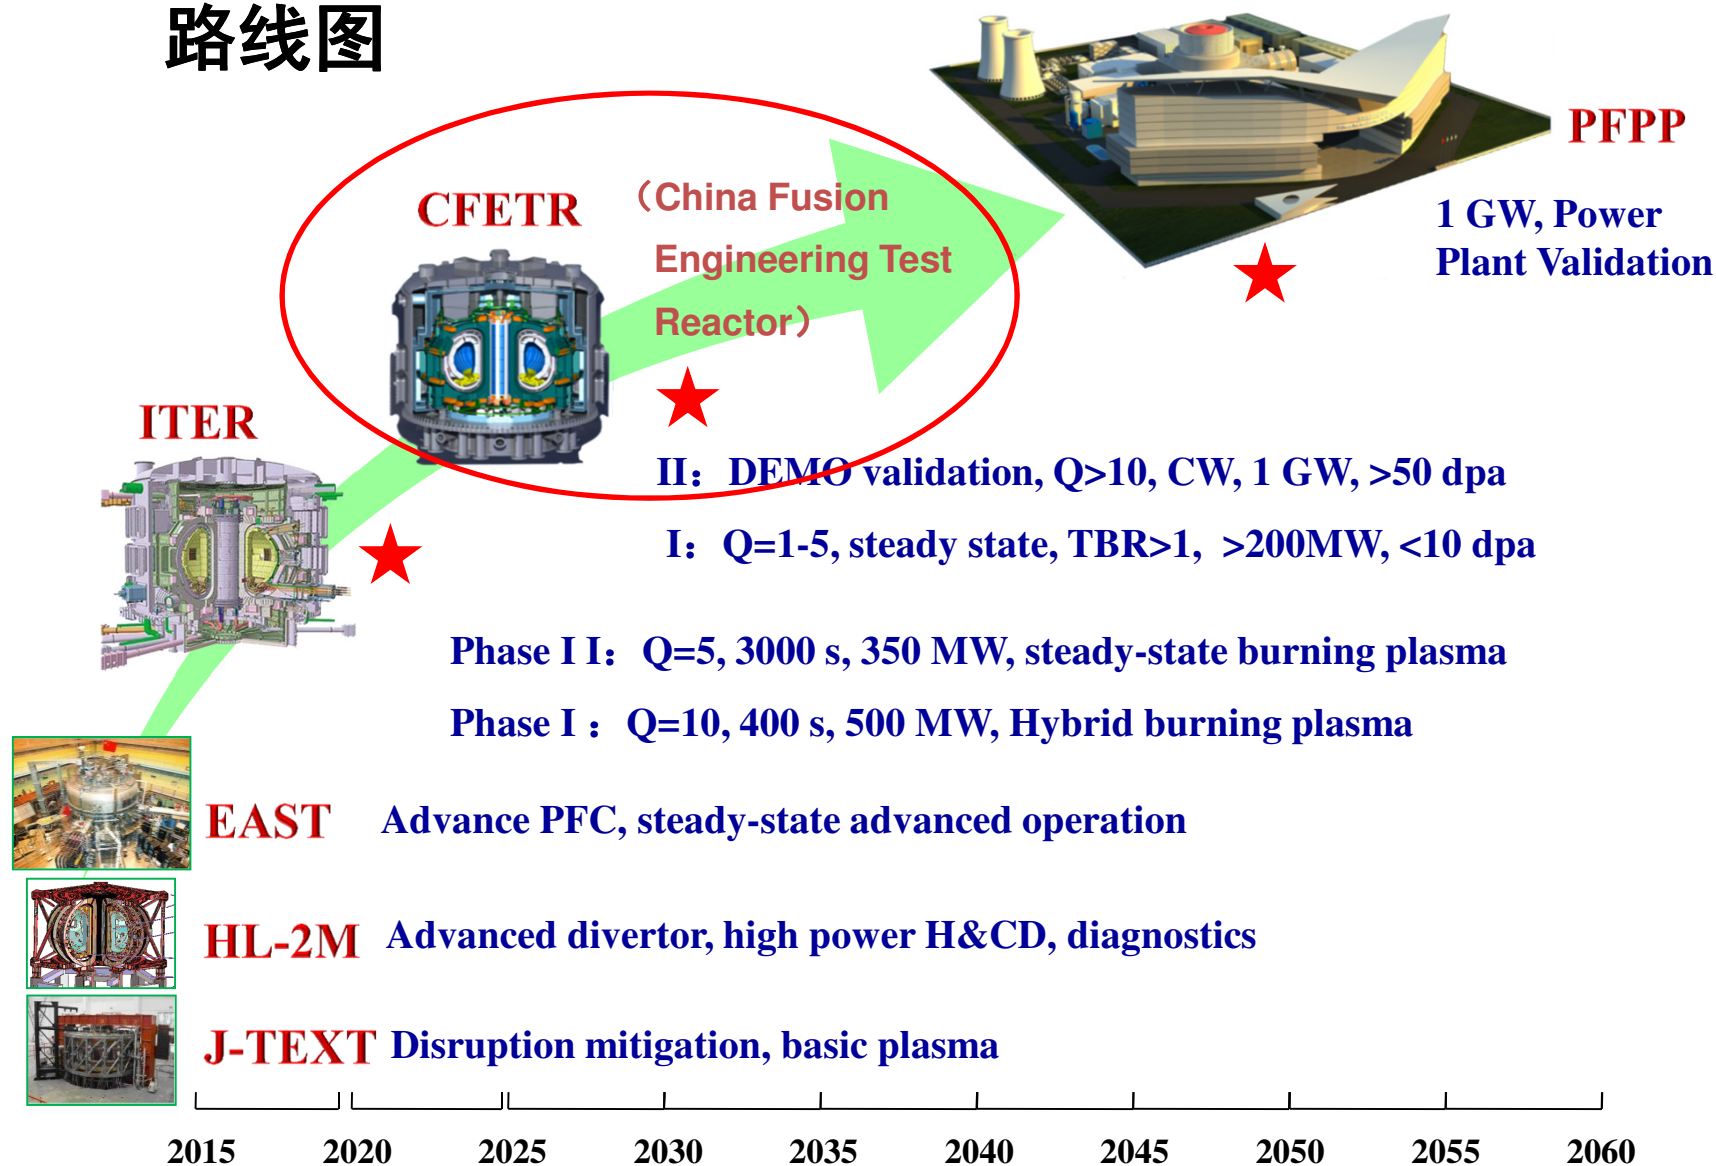 路线图
PFPP
1 GW, Power
Plant Validation
CFETR
（China Fusion
Engineering Test
Reactor）
ITER
II：DEMO validation, Q>10, CW, 1 GW, >50 dpa
I：Q=1-5, steady state, TBR>1, >200MW, <10 dpa
Phase I I：Q=5, 3000 s, 350 MW, steady-state burning plasma
Phase I ：Q=10, 400 s, 500 MW, Hybrid burning plasma
EAST Advance PFC, steady-state advanced operation
HL-2M Advanced divertor, high power H&CD, diagnostics
J-TEXT Disruption mitigation, basic plasma
2015 2020 2025 2030 2035 2040 2045 2050 2055 2060